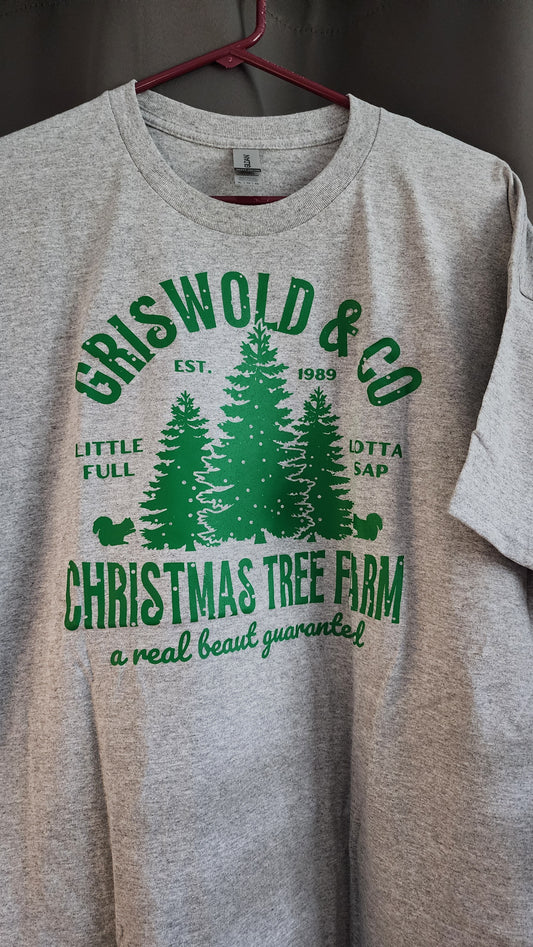 GRISWOLD & CO
EST. 1989
LITTLE FULL
LOTTA SAP
CHRISTMAS TREE FARM
a real beaut guaranteed